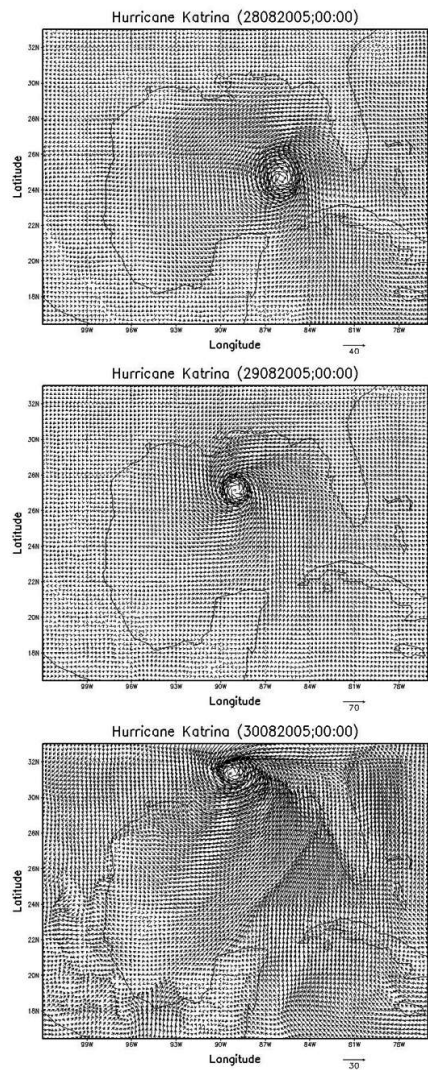 Hurricane Katrina (28082005;00:00)
32N
30N
28N
26N
24N
22N
20N
18N
Latitude
99W 96W 93W 90W 87W 84W 81W 78W
Longitude
40
Hurricane Katrina (29082005;00:00)
32N
30N
28N
26N
24N
22N
20N
18N
Latitude
99W 96W 93W 90W 87W 84W 81W 78W
Longitude
70
Hurricane Katrina (30082005;00:00)
32N
30N
28N
26N
24N
22N
20N
18N
Latitude
99W 96W 93W 90W 87W 84W 81W 78W
Longitude
30